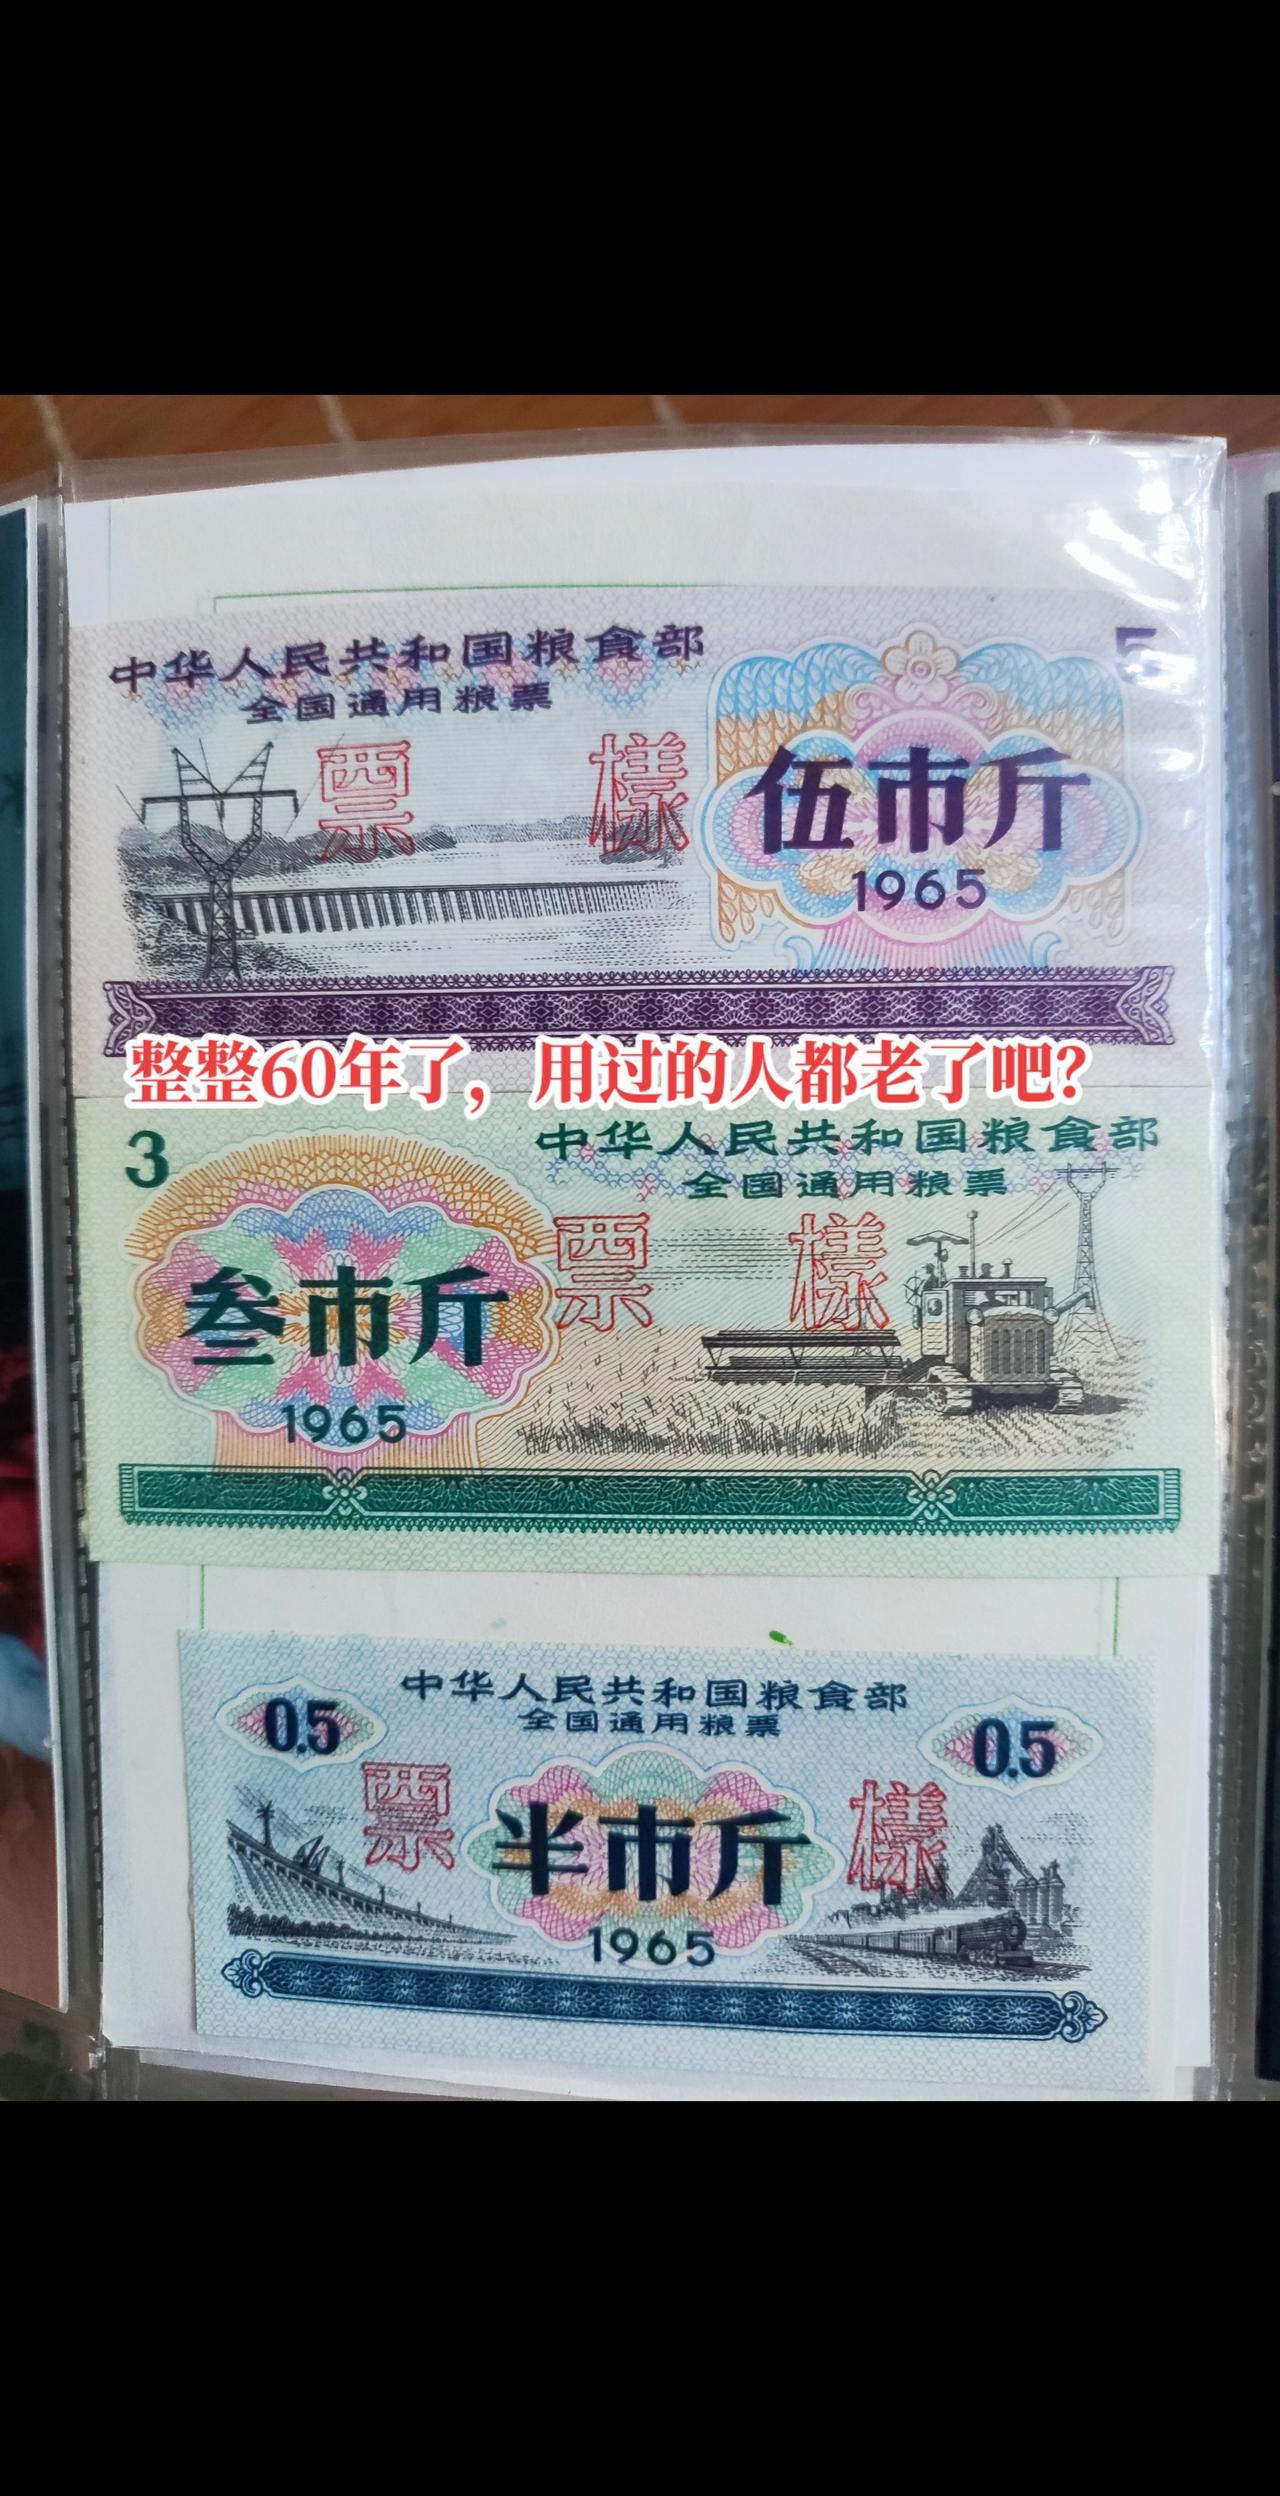 中华人民共和国粮食部
5
全国通用粮票
票 樣
伍市斤
1965
整整60年了，用过的人都老了吧？
3
中华人民共和国粮食部
全国通用粮票
票 樣
叁市斤
1965
中华人民共和国粮食部
0.5
全国通用粮票
0.5
票 樣
半市斤
1965